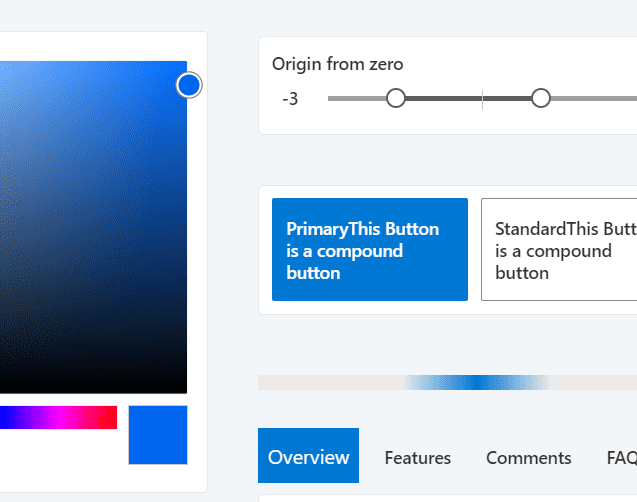 Origin from zero
-3
PrimaryThis Button
is a compound
button
StandardThis Butt
is a compound
button
Overview Features Comments FAQ